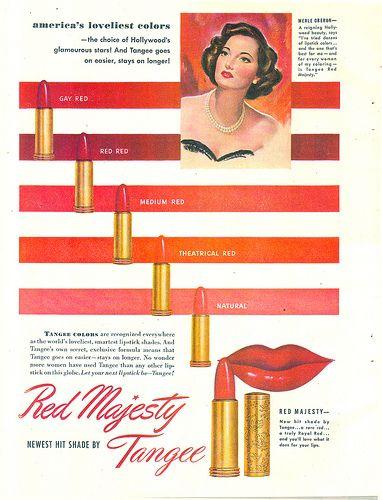 america's loveliest colors
—the choice of Hollywood's
glamourous stars! And Tangee goes
on easier, stays on longer!
MERLE OBERON—
A reigning Holly-
wood beauty, says
"I've tried dozens
of lipstick colors...
and the one that's
best for me—and
for every woman
of my coloring—
is Tangee Red
Majesty."
GAY RED
RED RED
MEDIUM RED
THEATRICAL RED
NATURAL
TANGEE COLORS are recognized everywhere
as the world's loveliest, smartest lipstick shades. And
Tangee's own secret, exclusive formula means that
Tangee goes on easier—stays on longer. No wonder
more women have used Tangee than any other lip-
stick on this globe. Let your next lipstick be—Tangee!
Red Majesty
NEWEST HIT SHADE BY Tangee
RED MAJESTY—
New hit shade by
Tangee...a rare red...
a truly Royal Red...
and you'll love what it
does for your lips.